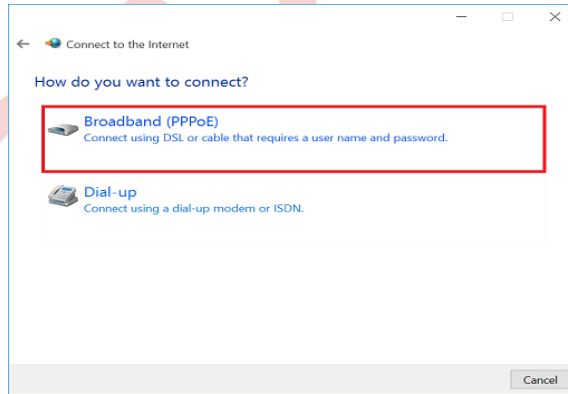 Connect to the Internet
How do you want to connect?
Broadband (PPPoE)
Connect using DSL or cable that requires a user name and password.
Dial-up
Connect using a dial-up modem or ISDN.
Cancel